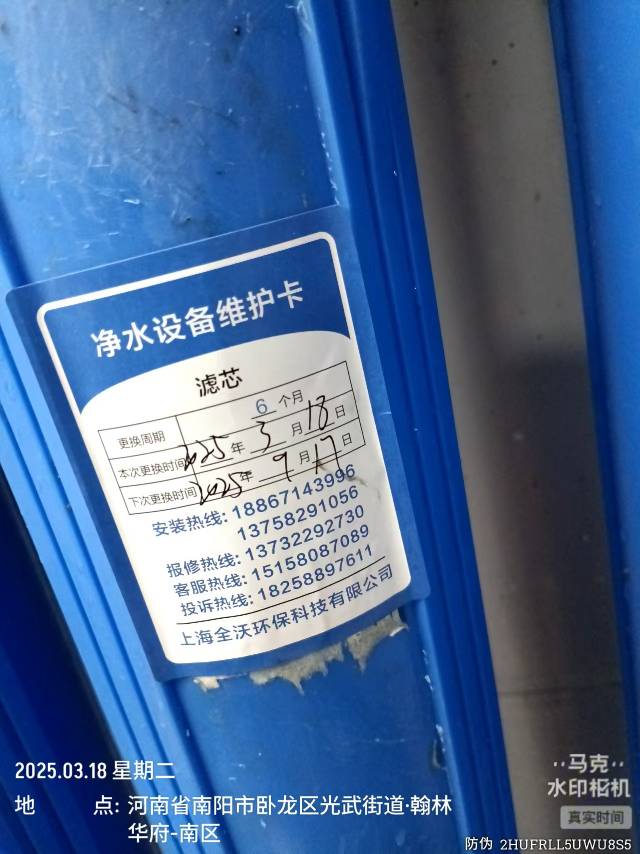 净水设备维护卡
滤芯
更换周期 6 个月
本次更换时间 2025 年 3 月 18 日
下次更换时间 2025 年 9 月 17 日
安装热线: 18867143996
13758291056
报修热线: 13732292730
客服热线: 15158087089
投诉热线: 18258897611
上海全沃环保科技有限公司
2025.03.18 星期二
地 点: 河南省南阳市卧龙区光武街道·翰林
华府-南区
马克
水印相机
真实时间
防伪 2HUFRLL5UWU8S5